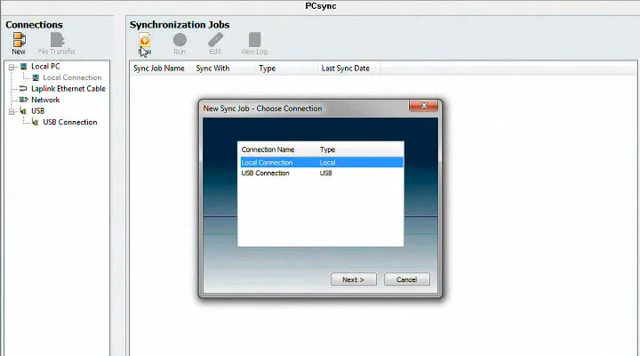 PCsync
Connections
Synchronization Jobs
New
File Transfer
New
Run
Edit
View Log
Local PC
Local Connection
Laplink Ethernet Cable
Network
USB
USB Connection
Sync Job Name
Sync With
Type
Last Sync Date
New Sync Job - Choose Connection
Connection Name
Type
Local Connection
Local
USB Connection
USB
Next >
Cancel